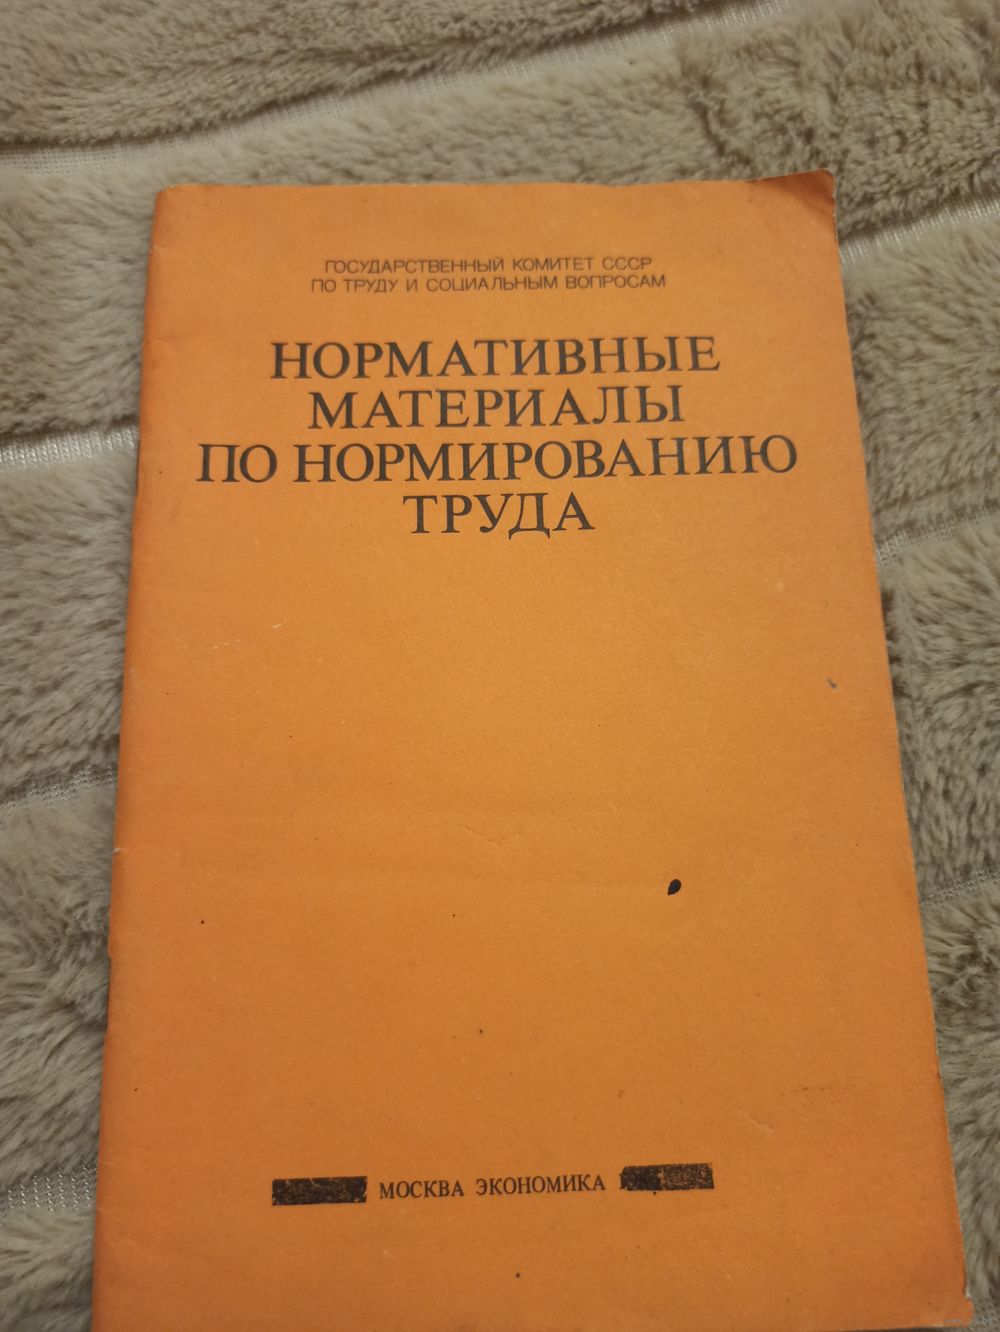 ГОСУДАРСТВЕННЫЙ КОМИТЕТ СССР
ПО ТРУДУ И СОЦИАЛЬНЫМ ВОПРОСАМ
НОРМАТИВНЫЕ
МАТЕРИАЛЫ
ПО НОРМИРОВАНИЮ
ТРУДА
МОСКВА ЭКОНОМИКА